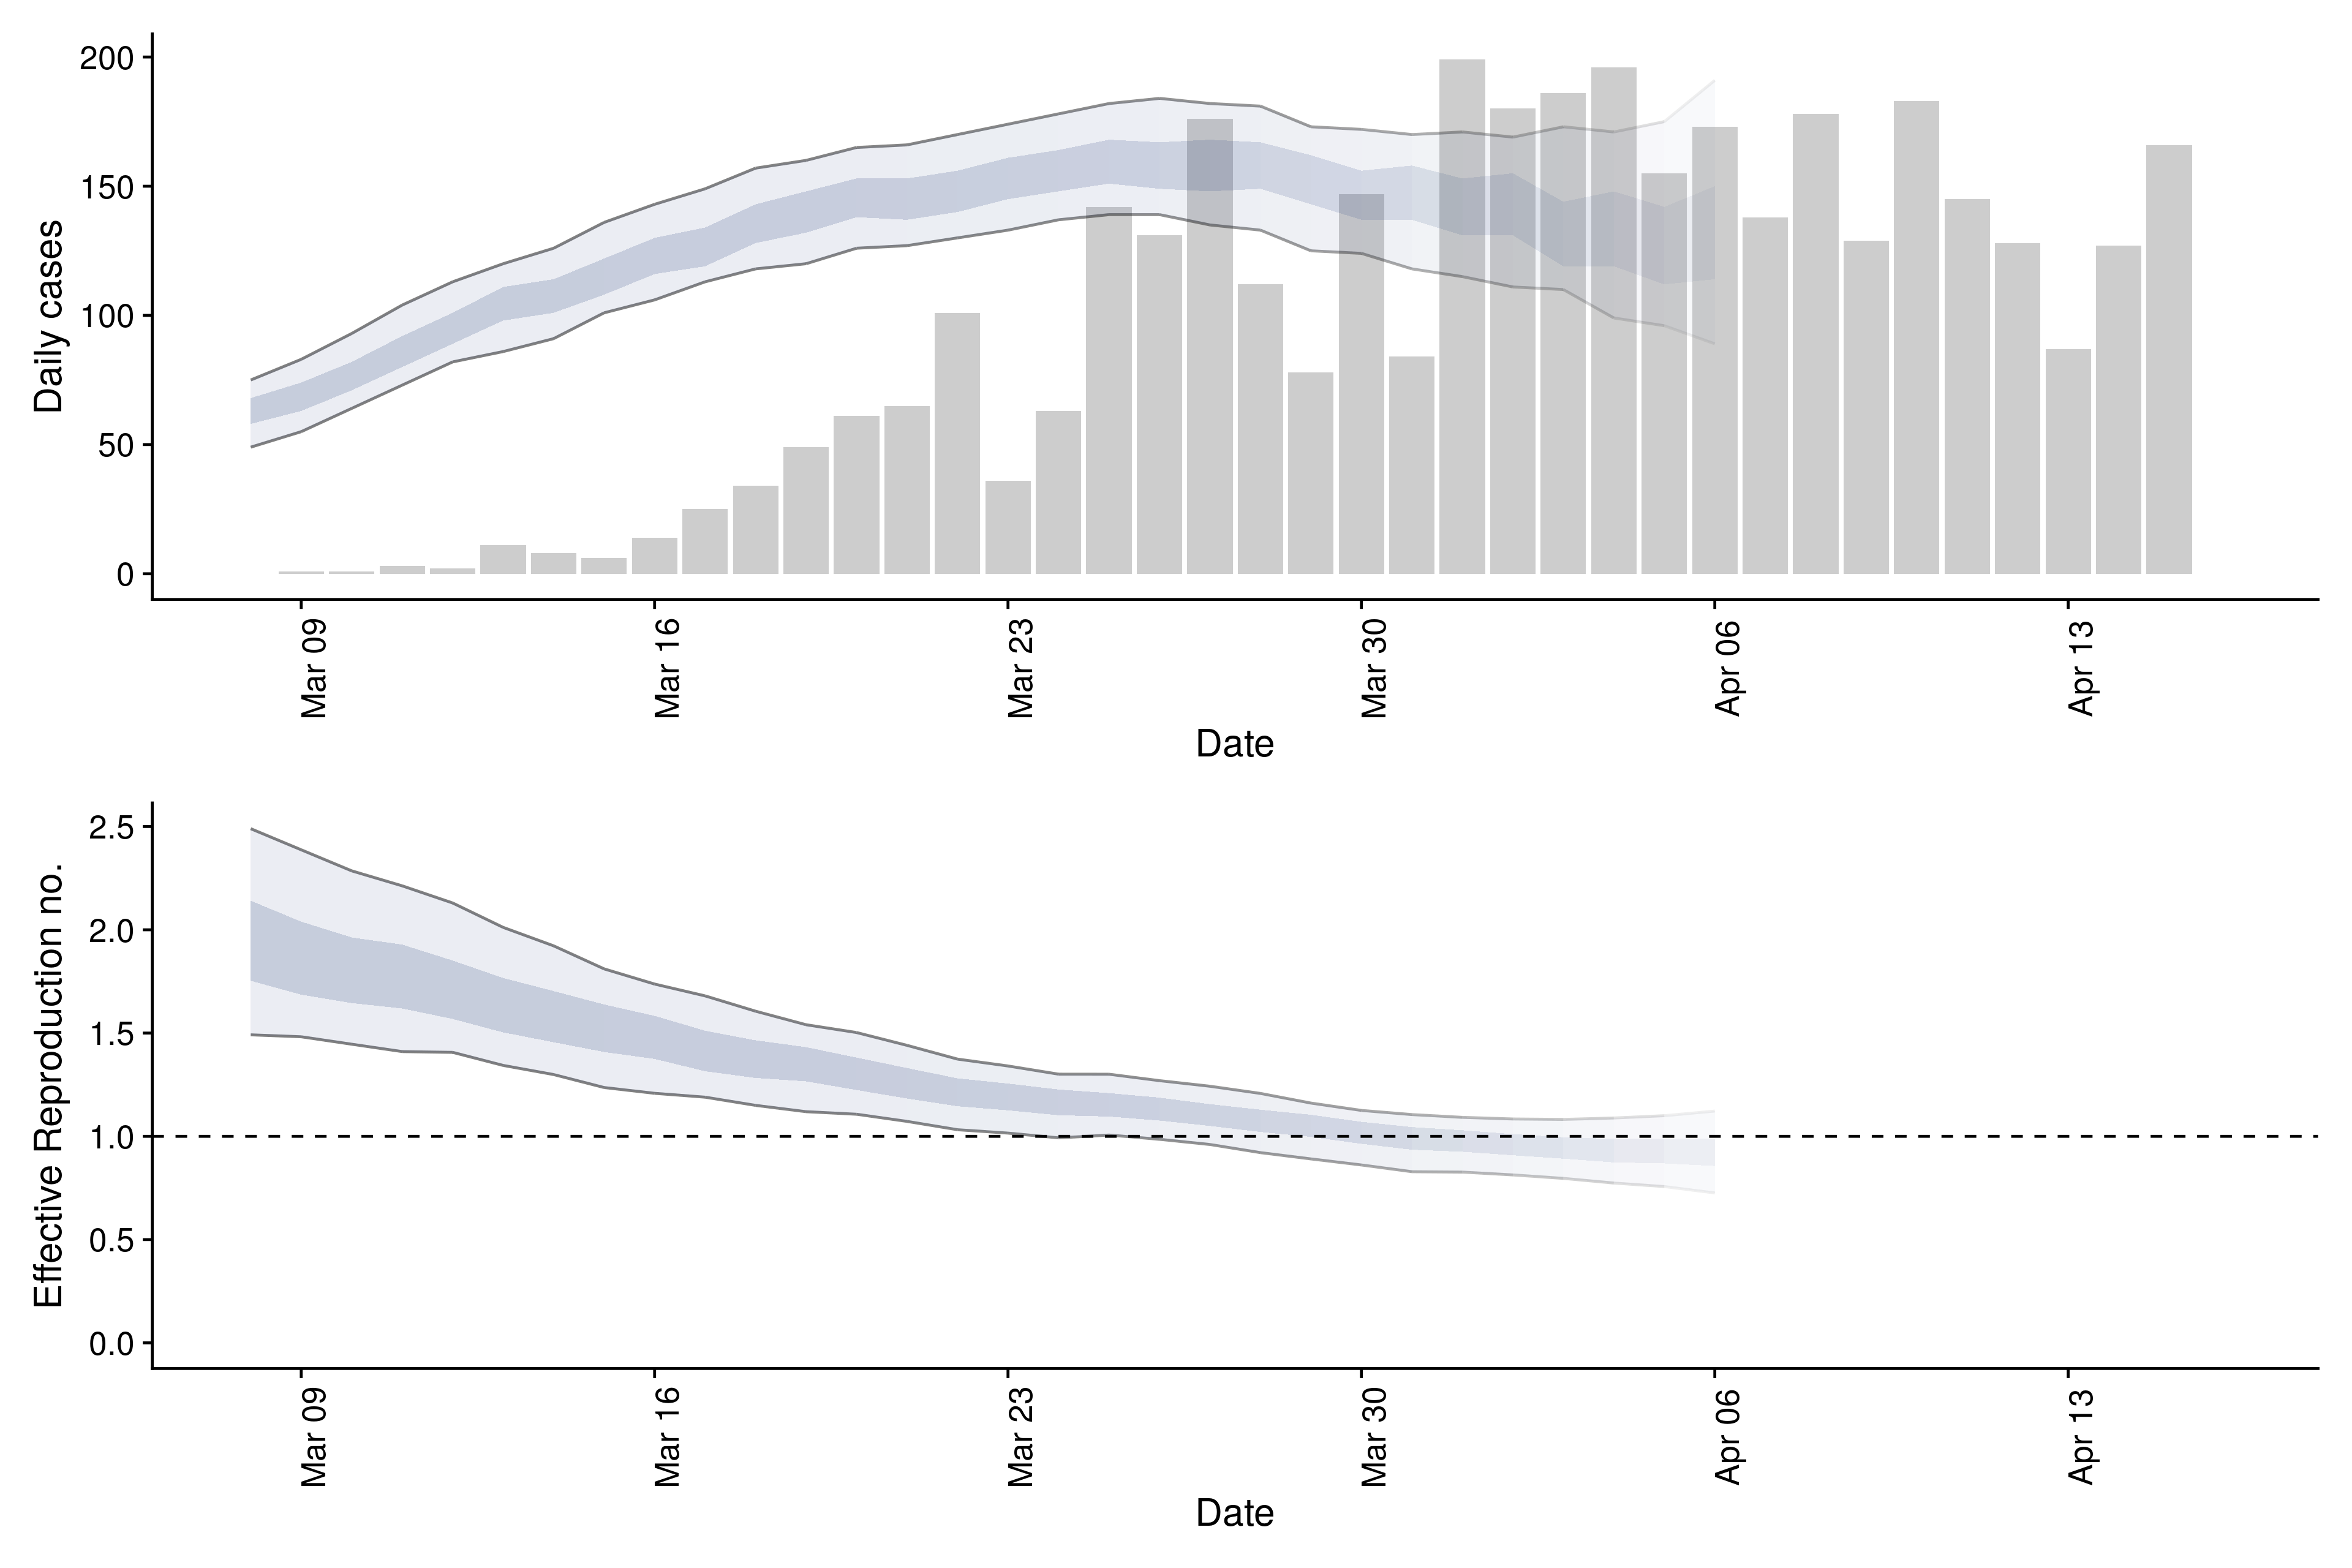 Daily cases
200
150
100
50
0
Mar 09
Mar 16
Mar 23
Mar 30
Apr 06
Apr 13
Date
Effective Reproduction no.
2.5
2.0
1.5
1.0
0.5
0.0
Mar 09
Mar 16
Mar 23
Mar 30
Apr 06
Apr 13
Date